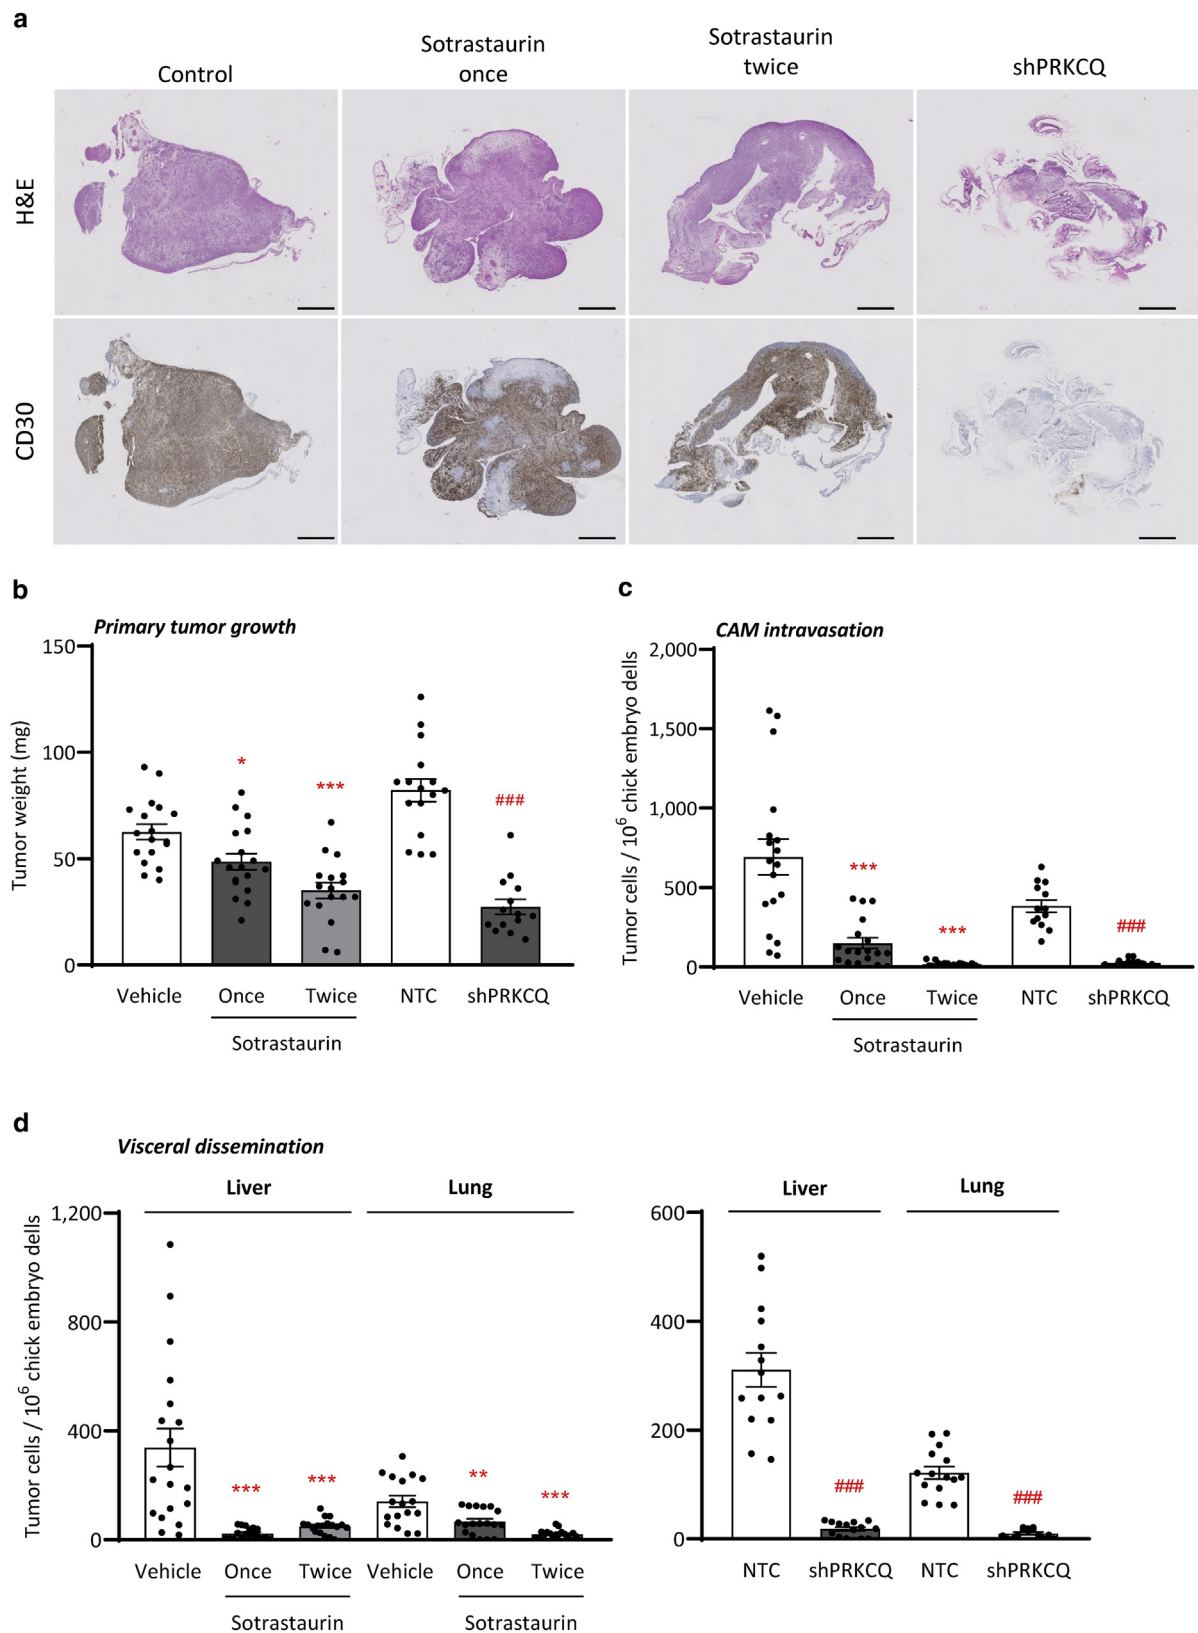 a
Control
Sotrastaurin
once
Sotrastaurin
twice
shPRKCQ
H&E
CD30
b
Primary tumor growth
Tumor weight (mg)
150
100
50
0
*
***
###
Vehicle
Once
Twice
NTC
shPRKCQ
Sotrastaurin
c
CAM intravasation
Tumor cells / 10⁶ chick embryo dells
2,000
1,500
1,000
500
0
***
***
###
Vehicle
Once
Twice
NTC
shPRKCQ
Sotrastaurin
d
Visceral dissemination
Liver
Lung
Tumor cells / 10⁶ chick embryo dells
1,200
800
400
0
***
***
**
***
Vehicle
Once
Twice
Vehicle
Once
Twice
Sotrastaurin
Sotrastaurin
Liver
Lung
600
400
200
0
###
###
NTC
shPRKCQ
NTC
shPRKCQ